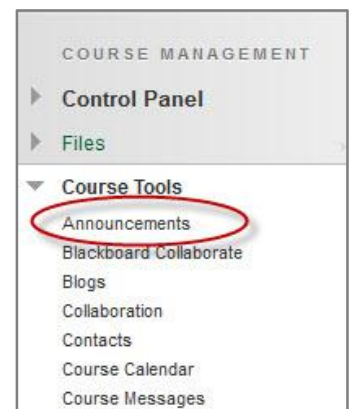 COURSE MANAGEMENT
Control Panel
Files
Course Tools
Announcements
Blackboard Collaborate
Blogs
Collaboration
Contacts
Course Calendar
Course Messages